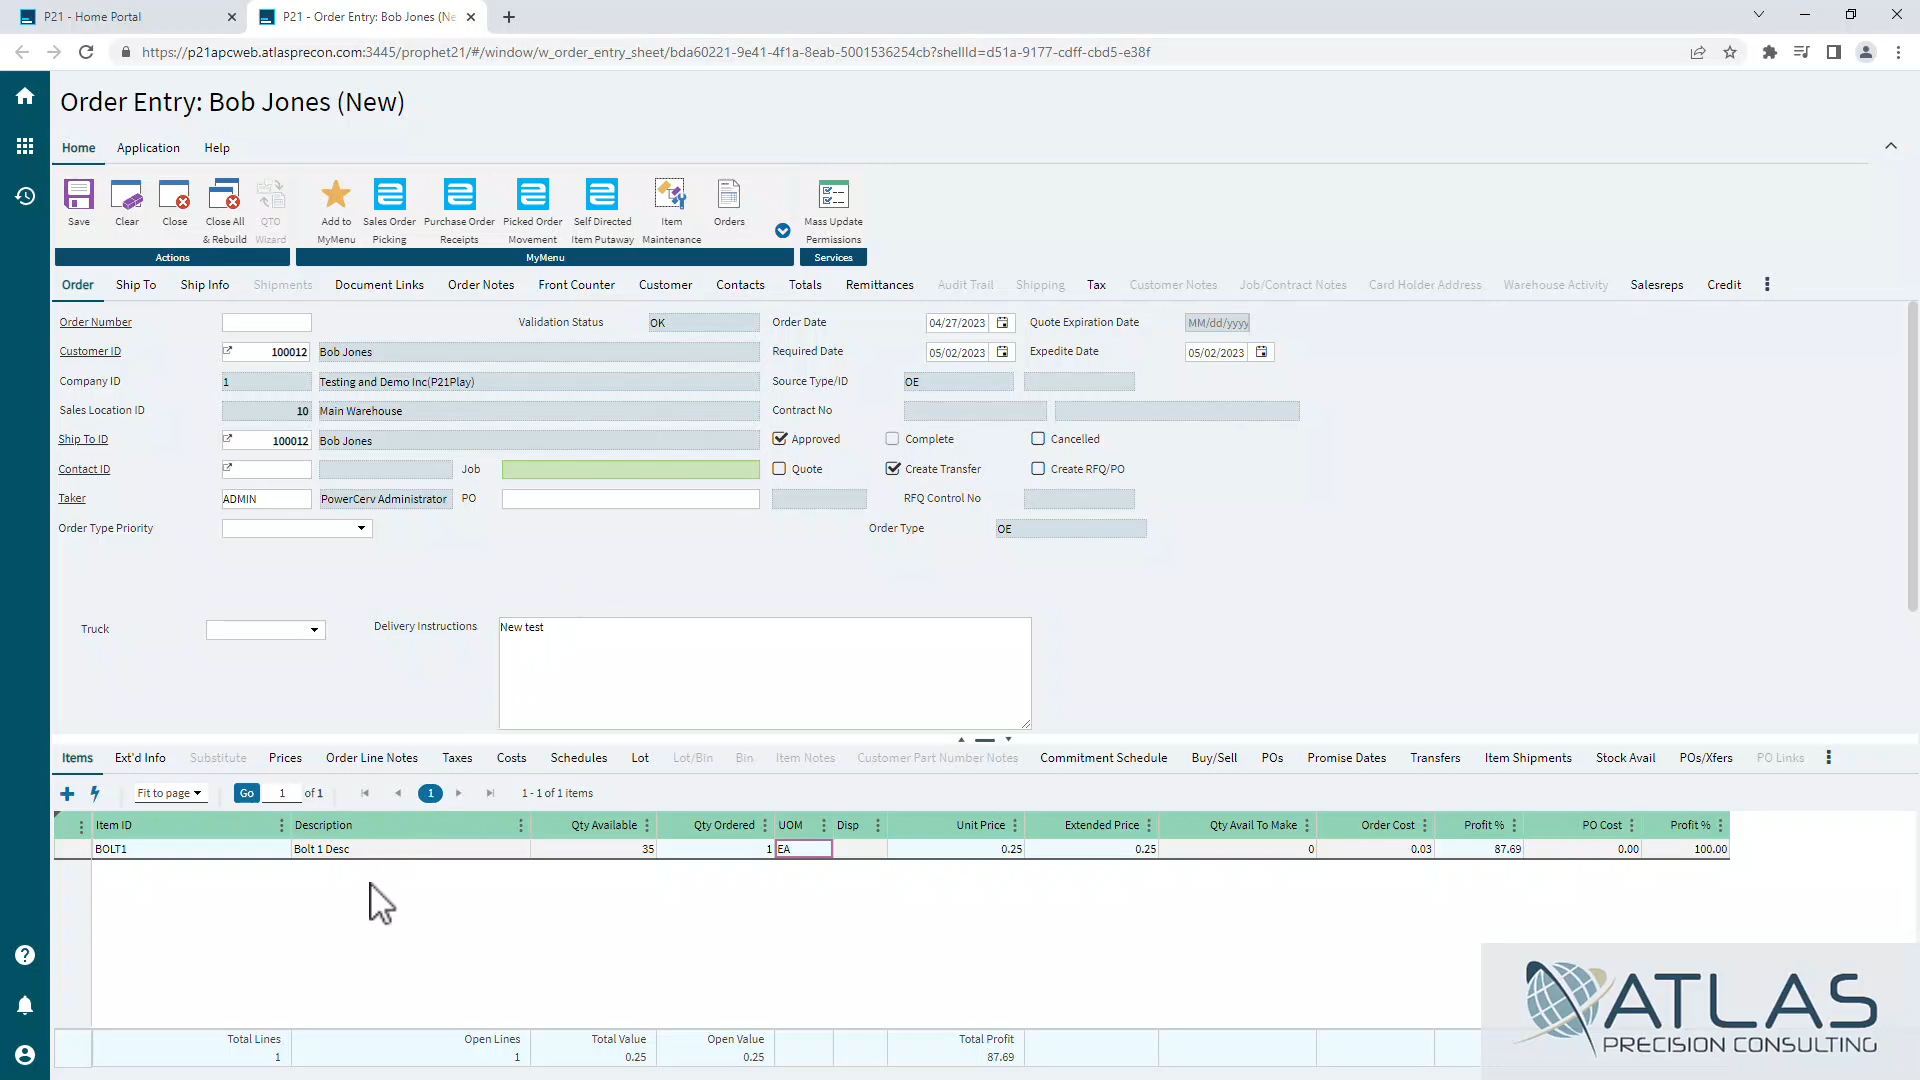 P21 - Home Portal
P21 - Order Entry: Bob Jones (Ne
https://p21apcweb.atlasprecon.com:3445/prophet21/#/window/w_order_entry_sheet/bda60221-9e41-4f1a-8eab-5001536254cb?shellId=d51a-9177-cdff-cbd5-e38f
Order Entry: Bob Jones (New)
Home Application Help
Save Clear Close Close All & Rebuild QTO Wizard Add to MyMenu Sales Order Picking Purchase Order Receipts Picked Order Movement Self Directed Item Putaway Item Maintenance Orders Mass Update Permissions
Actions MyMenu Services
Order Ship To Ship Info Shipments Document Links Order Notes Front Counter Customer Contacts Totals Remittances Audit Trail Shipping Tax Customer Notes Job/Contract Notes Card Holder Address Warehouse Activity Salesreps Credit
Order Number Validation Status OK Order Date 04/27/2023 Quote Expiration Date MM/dd/yyyy
Customer ID 100012 Bob Jones Required Date 05/02/2023 Expedite Date 05/02/2023
Company ID 1 Testing and Demo Inc(P21Play) Source Type/ID OE
Sales Location ID 10 Main Warehouse Contract No
Ship To ID 100012 Bob Jones Approved Complete Cancelled
Contact ID Job Quote Create Transfer Create RFQ/PO
Taker ADMIN PowerCerv Administrator PO RFQ Control No
Order Type Priority Order Type OE
Truck Delivery Instructions New test
Items Ext'd Info Substitute Prices Order Line Notes Taxes Costs Schedules Lot Lot/Bin Bin Item Notes Customer Part Number Notes Commitment Schedule Buy/Sell POs Promise Dates Transfers Item Shipments Stock Avail POs/Xfers PO Links
Fit to page Go 1 of 1 1 1 - 1 of 1 items
Item ID Description Qty Available Qty Ordered UOM Disp Unit Price Extended Price Qty Avail To Make Order Cost Profit % PO Cost Profit %
BOLT1 Bolt 1 Desc 35 1 EA 0.25 0.25 0 0.03 87.69 0.00 100.00
Total Lines Open Lines Total Value Open Value Total Profit
1 1 0.25 0.25 87.69
ATLAS
PRECISION CONSULTING